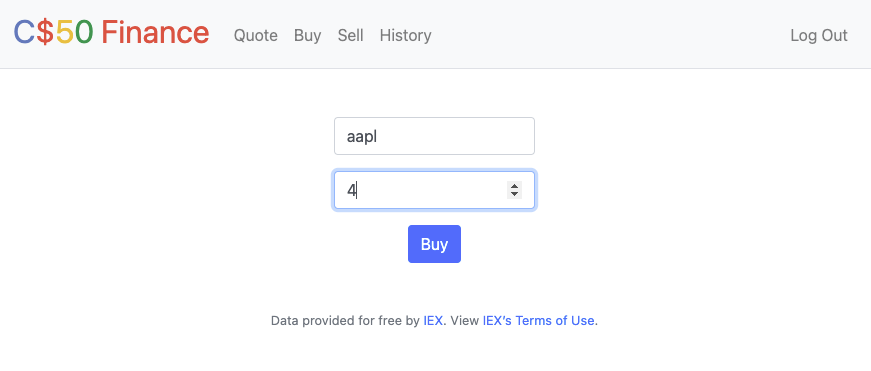 C$50 Finance Quote Buy Sell History Log Out
aapl
4
Buy
Data provided for free by IEX. View IEX’s Terms of Use.